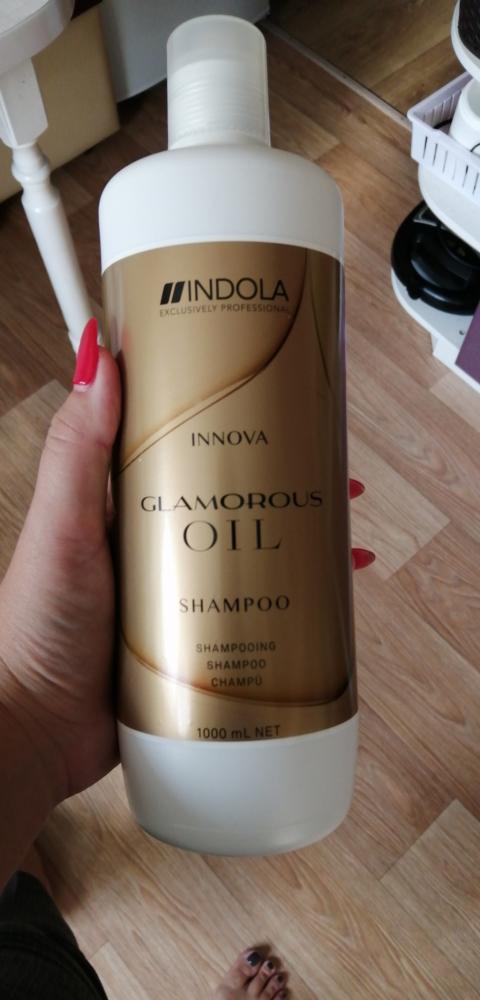 INDOLA
EXCLUSIVELY PROFESSIONAL
INNOVA
GLAMOROUS
OIL
SHAMPOO
SHAMPOOING
SHAMPOO
CHAMPÚ
1000 mL NET